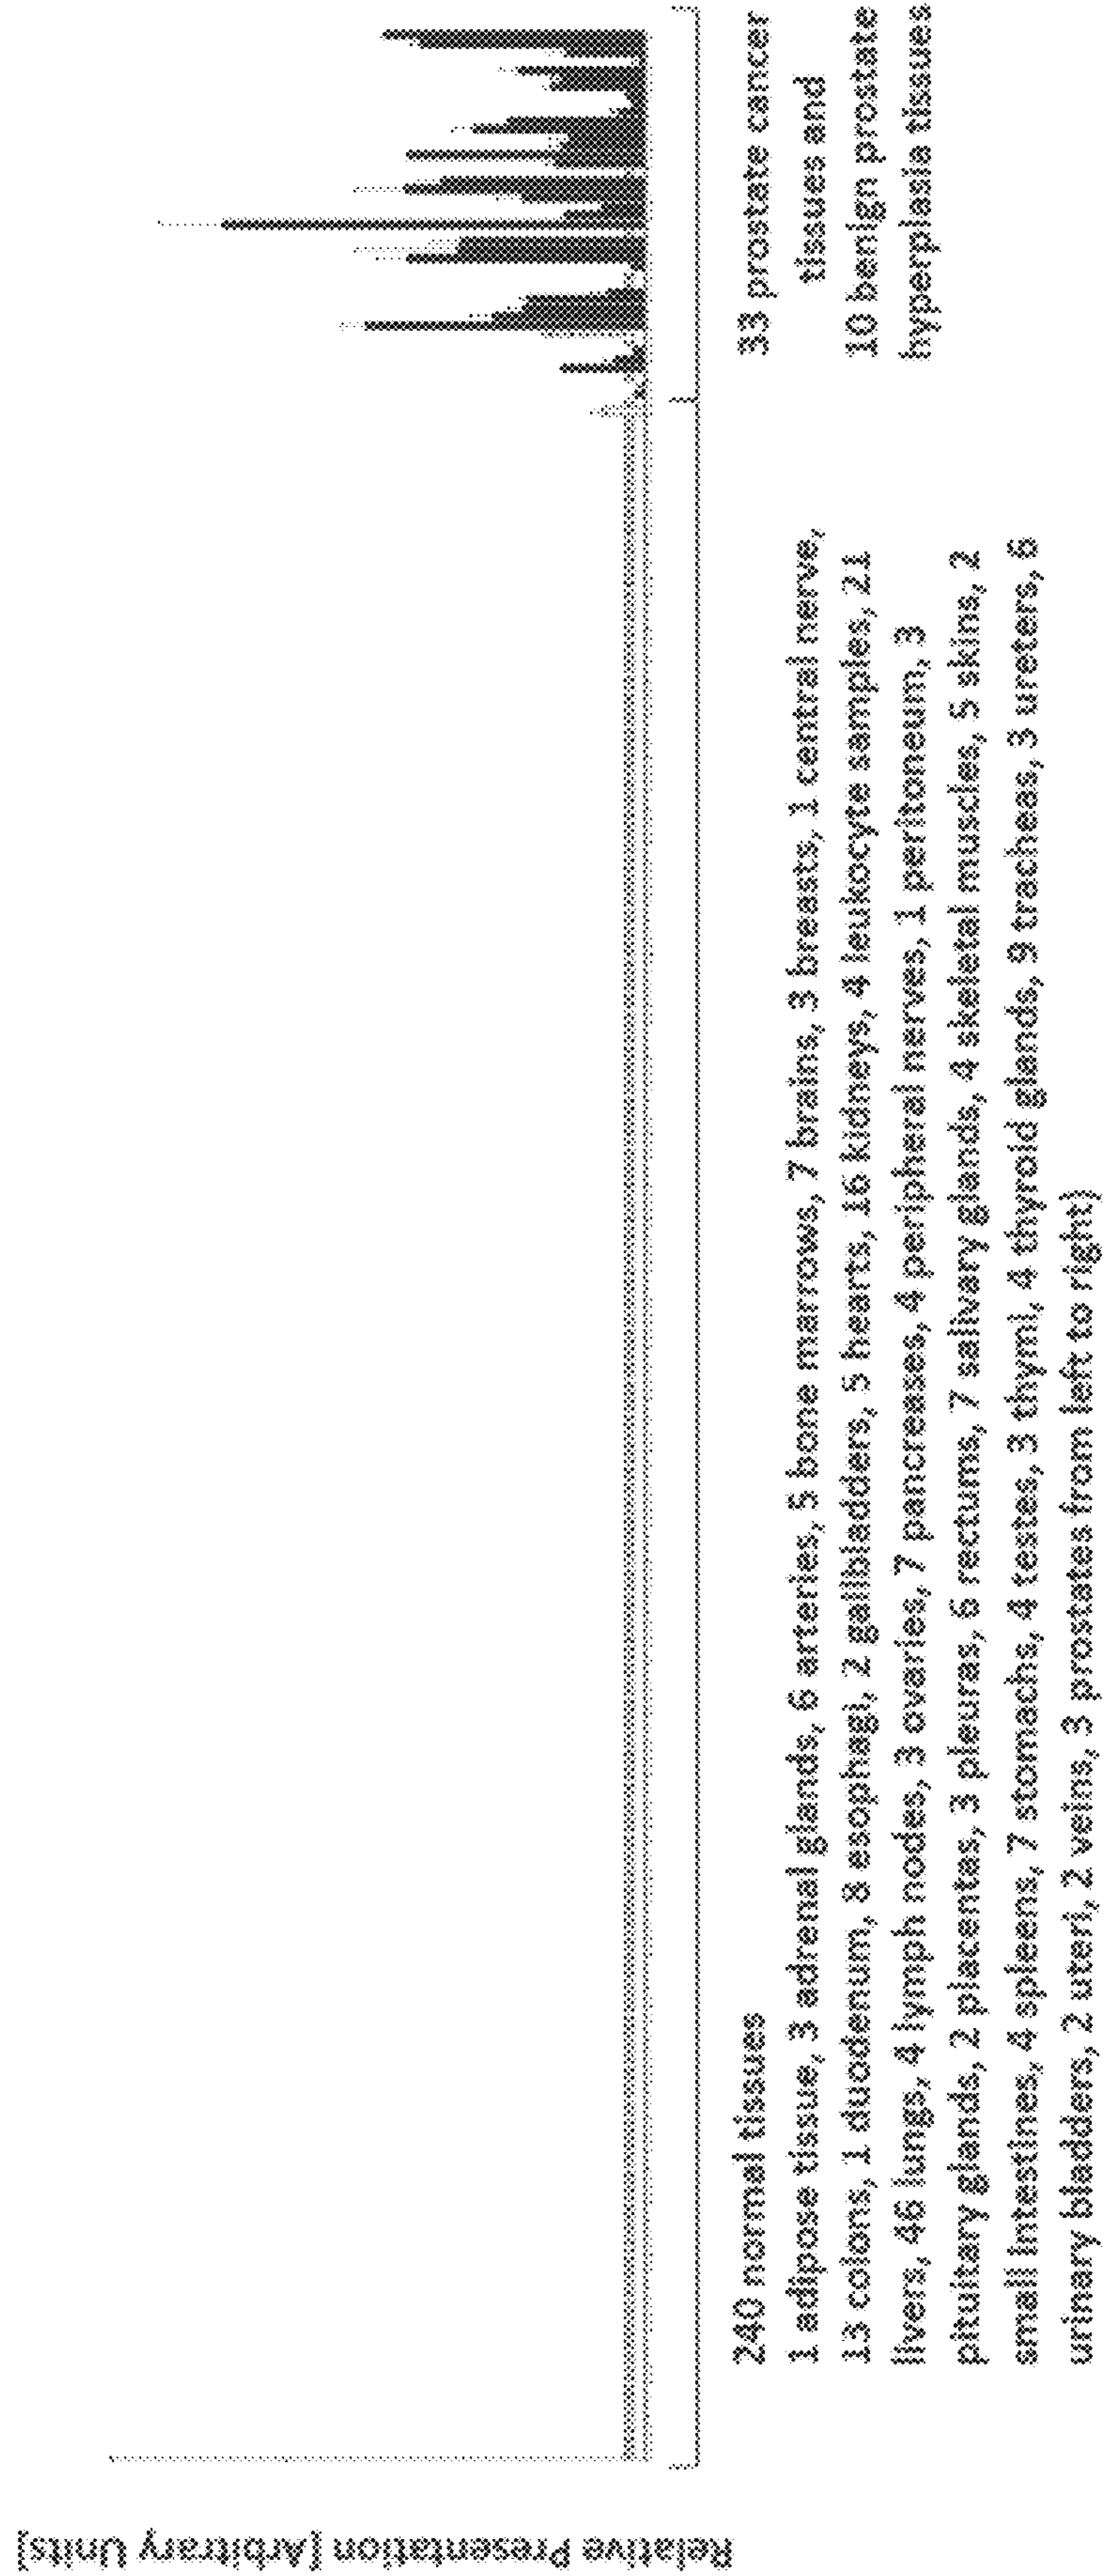 Relative Presentation [Arbitrary Units]
240 normal tissues
1 adipose tissue, 3 adrenal glands, 6 arteries, 5 bone marrows, 7 brains, 3 breasts, 1 central nerve,
13 colons, 1 duodenum, 8 esophagi, 2 gallbladders, 5 hearts, 16 kidneys, 4 leukocyte samples, 21
livers, 46 lungs, 4 lymph nodes, 3 ovaries, 7 pancreases, 4 peripheral nerves, 1 peritoneum, 3
pituitary glands, 2 placentas, 3 pleuras, 6 rectums, 7 salivary glands, 4 skeletal muscles, 5 skins, 2
small intestines, 4 spleens, 7 stomachs, 4 testes, 3 thymi, 4 thyroid glands, 9 tracheas, 3 ureters, 6
urinary bladders, 2 uteri, 2 veins, 3 prostates from left to right)
33 prostate cancer
tissues and
10 benign prostate
hyperplasia tissues